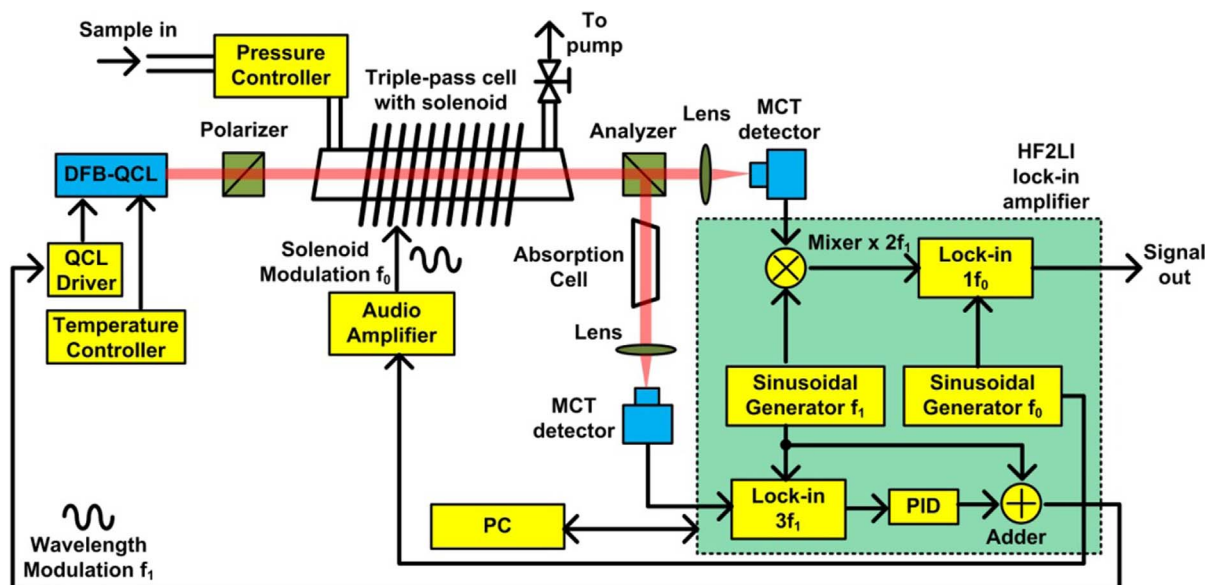 Sample in
Pressure
Controller
To
pump
Triple-pass cell
with solenoid
Polarizer
Analyzer
Lens
MCT
detector
DFB-QCL
HF2LI
lock-in
amplifier
QCL
Driver
Temperature
Controller
Solenoid
Modulation f₀
Audio
Amplifier
Absorption
Cell
Lens
MCT
detector
Mixer x 2f₁
Lock-in
1f₀
Signal
out
Sinusoidal
Generator f₁
Sinusoidal
Generator f₀
Lock-in
3f₁
PID
Adder
PC
Wavelength
Modulation f₁